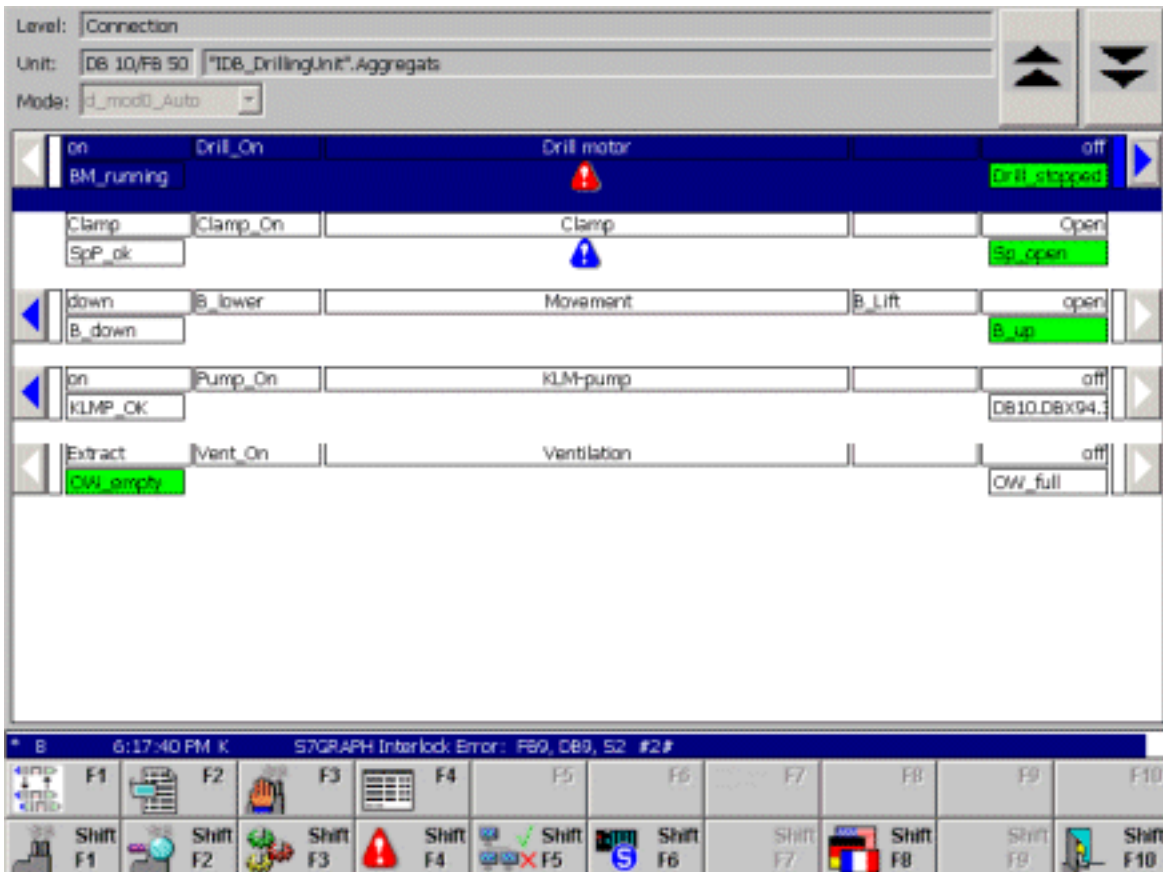 Level: Connection
Unit: DB 10/FB 50 "IDB_DrillingUnit".Aggregats
Mode: d_mod0_Auto
on Drill_On Drill motor off
BM_running Drill_stopped
Clamp Clamp_On Clamp Open
SpP_ok Sp_open
down B_lower Movement B_Lift open
B_down B_up
on Pump_On KLM-pump off
KLMP_OK DB10.DBX94.3
Extract Vent_On Ventilation off
OW_empty OW_full
* B 6:17:40 PM K S7GRAPH Interlock Error: FB9, DB9, S2 #2#
F1 F2 F3 F4 F5 F6 F7 F8 F9 F10
Shift Shift Shift Shift Shift Shift Shift Shift Shift Shift
F1 F2 F3 F4 F5 S F6 F7 F8 F9 F10